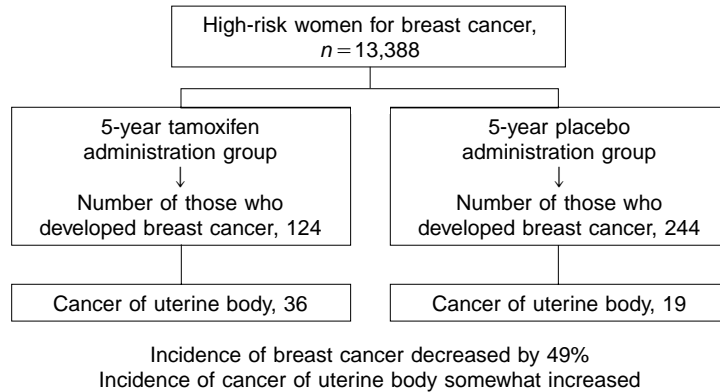 High-risk women for breast cancer,
n = 13,388
5-year tamoxifen
administration group
↓
Number of those who
developed breast cancer, 124
Cancer of uterine body, 36
5-year placebo
administration group
↓
Number of those who
developed breast cancer, 244
Cancer of uterine body, 19
Incidence of breast cancer decreased by 49%
Incidence of cancer of uterine body somewhat increased